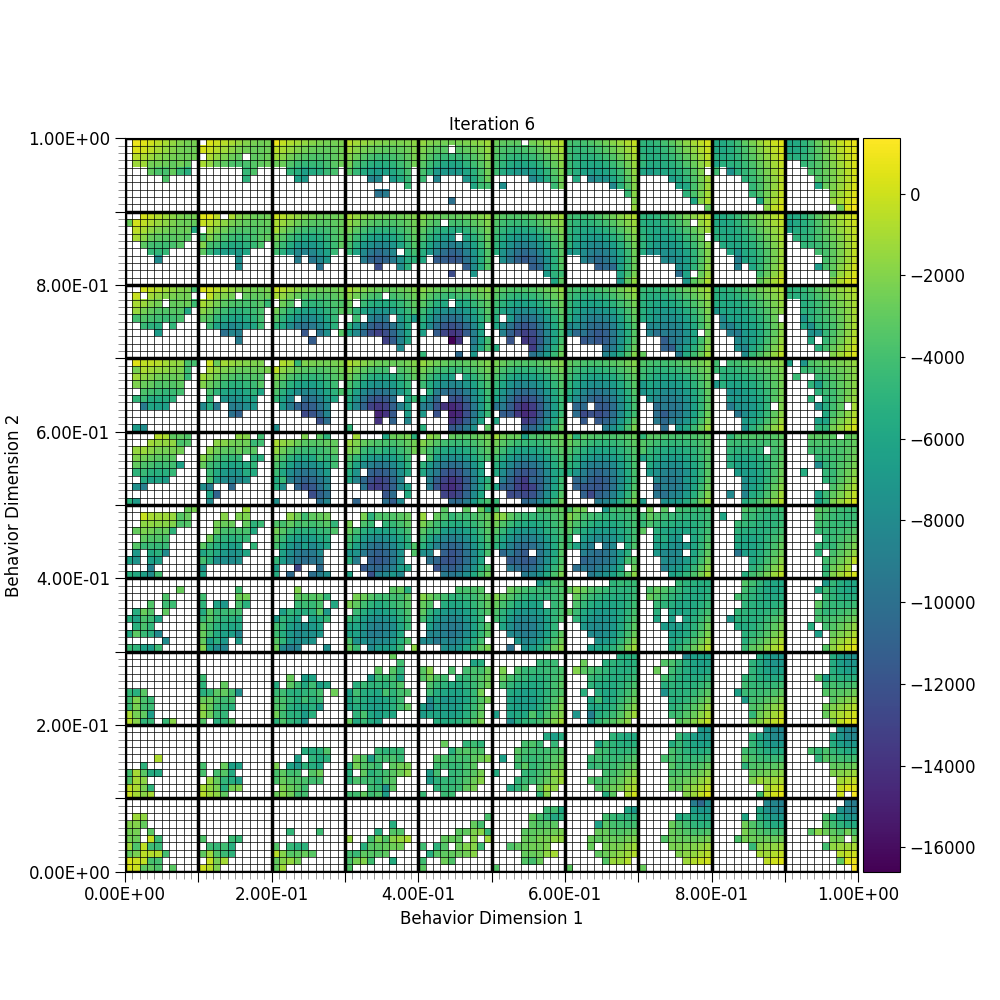 Iteration 6
1.00E+00
8.00E-01
6.00E-01
4.00E-01
2.00E-01
0.00E+00
Behavior Dimension 2
0.00E+00 2.00E-01 4.00E-01 6.00E-01 8.00E-01 1.00E+00
Behavior Dimension 1
0
−2000
−4000
−6000
−8000
−10000
−12000
−14000
−16000